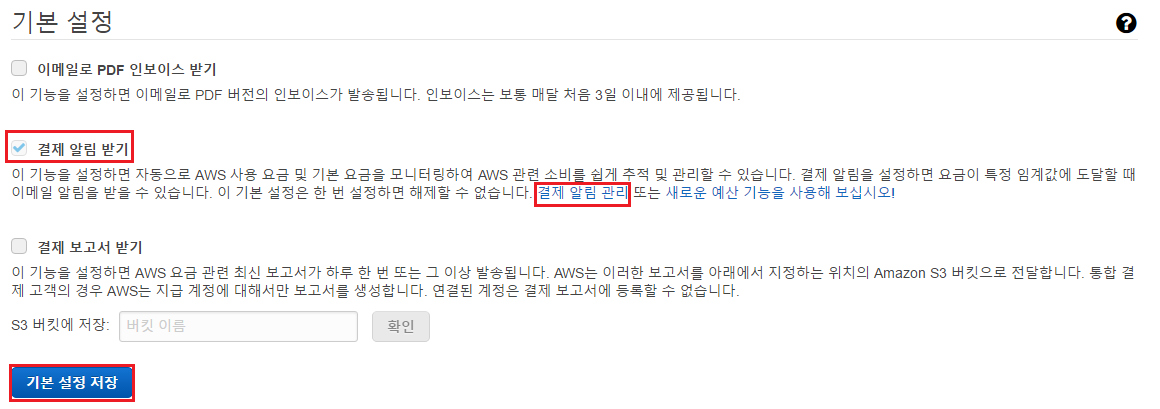 기본 설정
이메일로 PDF 인보이스 받기
이 기능을 설정하면 이메일로 PDF 버전의 인보이스가 발송됩니다. 인보이스는 보통 매달 처음 3일 이내에 제공됩니다.
결제 알림 받기
이 기능을 설정하면 자동으로 AWS 사용 요금 및 기본 요금을 모니터링하여 AWS 관련 소비를 쉽게 추적 및 관리할 수 있습니다. 결제 알림을 설정하면 요금이 특정 임계값에 도달할 때
이메일 알림을 받을 수 있습니다. 이 기본 설정은 한 번 설정하면 해제할 수 없습니다. 결제 알림 관리 또는 새로운 예산 기능을 사용해 보십시오!
결제 보고서 받기
이 기능을 설정하면 AWS 요금 관련 최신 보고서가 하루 한 번 또는 그 이상 발송됩니다. AWS는 이러한 보고서를 아래에서 지정하는 위치의 Amazon S3 버킷으로 전달합니다. 통합 결
제 고객의 경우 AWS는 지급 계정에 대해서만 보고서를 생성합니다. 연결된 계정은 결제 보고서에 등록할 수 없습니다.
S3 버킷에 저장: 버킷 이름 확인
기본 설정 저장